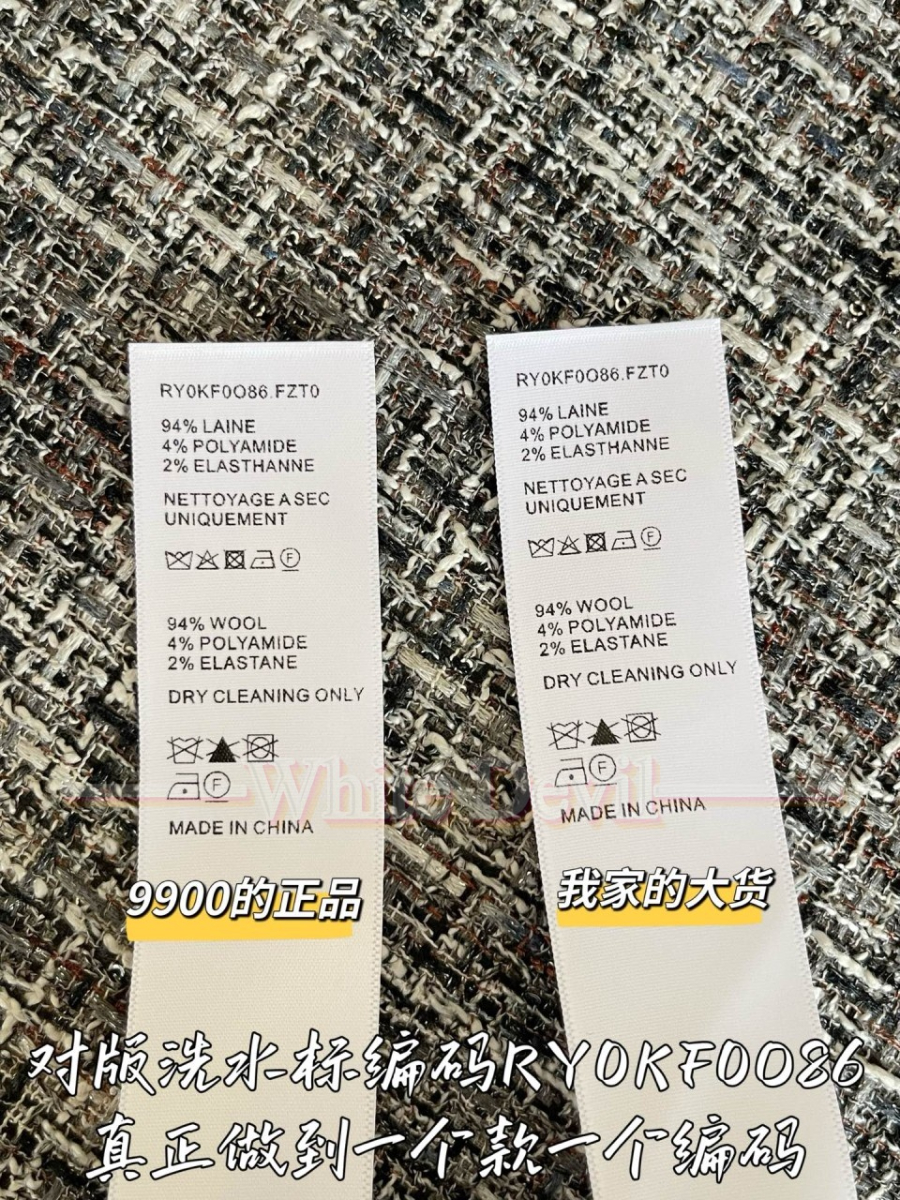 RY0KF0O86.FZT0
94% LAINE
4% POLYAMIDE
2% ELASTHANNE
NETTOYAGE A SEC
UNIQUEMENT
F
94% WOOL
4% POLYAMIDE
2% ELASTANE
DRY CLEANING ONLY
F
MADE IN CHINA
9900的正品
RY0KF0O86.FZT0
94% LAINE
4% POLYAMIDE
2% ELASTHANNE
NETTOYAGE A SEC
UNIQUEMENT
F
94% WOOL
4% POLYAMIDE
2% ELASTANE
DRY CLEANING ONLY
F
MADE IN CHINA
我家的大货
White Devil
对版洗水标编码RY0KF0O86
真正做到一个款一个编码